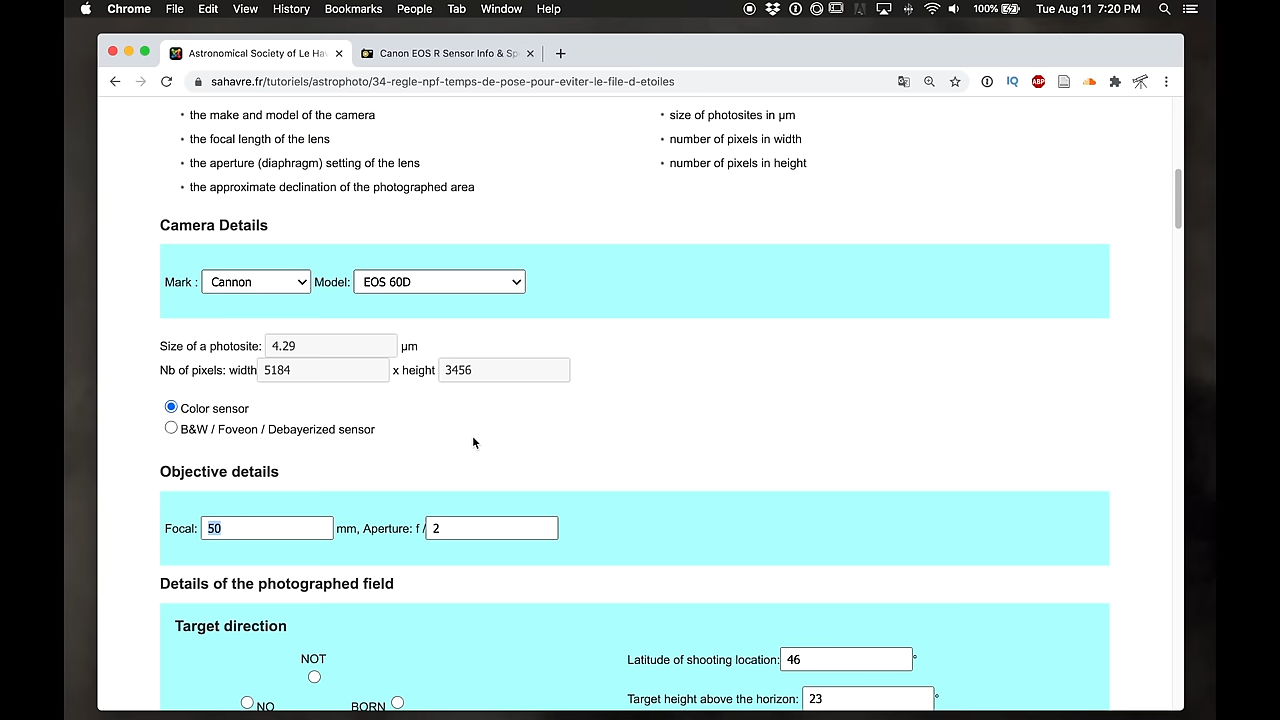 Chrome File Edit View History Bookmarks People Tab Window Help 100% Tue Aug 11 7:20 PM
Astronomical Society of Le Ha Canon EOS R Sensor Info & Sp
sahavre.fr/tutoriels/astrophoto/34-regle-npf-temps-de-pose-pour-eviter-le-file-d-etoiles
IQ ABP
• the make and model of the camera • size of photosites in µm
• the focal length of the lens • number of pixels in width
• the aperture (diaphragm) setting of the lens • number of pixels in height
• the approximate declination of the photographed area
Camera Details
Mark : Cannon Model: EOS 60D
Size of a photosite: 4.29 µm
Nb of pixels: width 5184 x height 3456
Color sensor
B&W / Foveon / Debayerized sensor
Objective details
Focal: 50 mm, Aperture: f / 2
Details of the photographed field
Target direction
NOT Latitude of shooting location: 46 °
NO BORN Target height above the horizon: 23 °